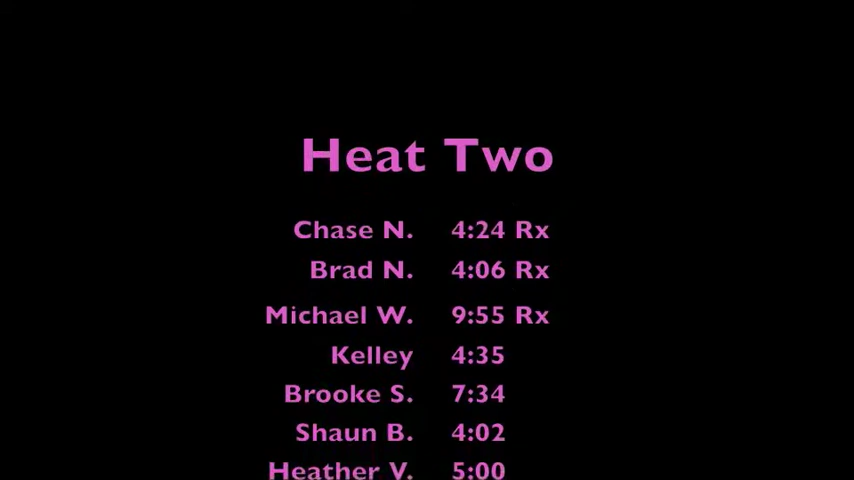 Heat Two
Chase N. 4:24 Rx
Brad N. 4:06 Rx
Michael W. 9:55 Rx
Kelley 4:35
Brooke S. 7:34
Shaun B. 4:02
Heather V. 5:00